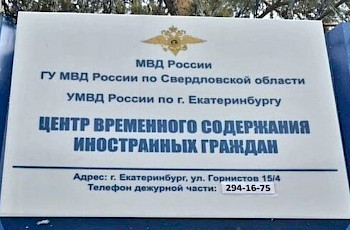 МВД России
ГУ МВД России по Свердловской области
УМВД России по г. Екатеринбургу
ЦЕНТР ВРЕМЕННОГО СОДЕРЖАНИЯ
ИНОСТРАННЫХ ГРАЖДАН
Адрес: г. Екатеринбург, ул. Горнистов 15/4
Телефон дежурной части: 294-16-75